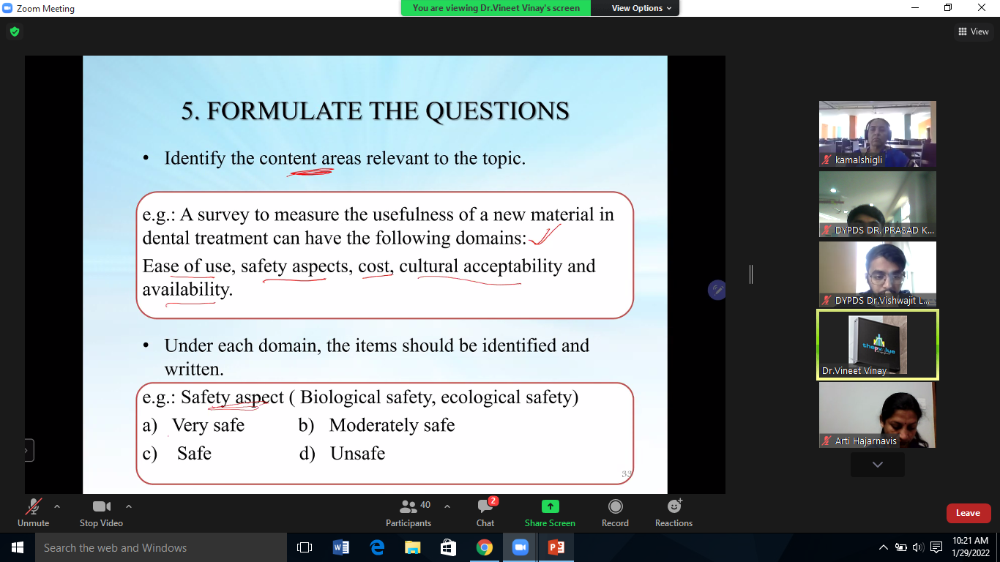 Zoom Meeting
You are viewing Dr.Vineet Vinay's screen
View Options
View
5. FORMULATE THE QUESTIONS
• Identify the content areas relevant to the topic.
e.g.: A survey to measure the usefulness of a new material in
dental treatment can have the following domains:
Ease of use, safety aspects, cost, cultural acceptability and
availability.
• Under each domain, the items should be identified and
written.
e.g.: Safety aspect ( Biological safety, ecological safety)
a) Very safe b) Moderately safe
c) Safe d) Unsafe
33
kamalshigli
DYPDS DR. PRASAD K...
DYPDS Dr.Vishwajit L...
thepvalue
Dr.Vineet Vinay
Arti Hajarnavis
Unmute
Stop Video
40
Participants
2
Chat
Share Screen
Record
Reactions
Leave
Search the web and Windows
10:21 AM
1/29/2022